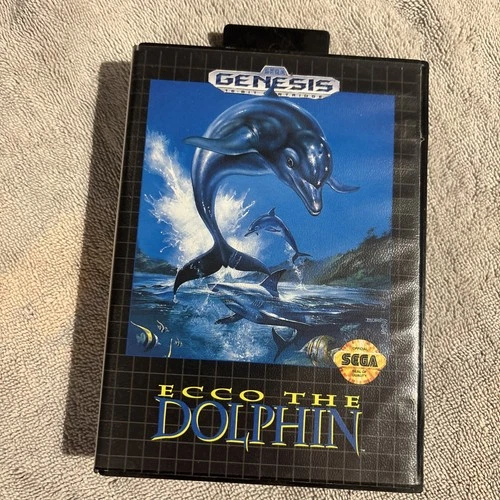 SEGA
GENESIS
16-BIT CARTRIDGE
SEGA
ECCO THE
DOLPHIN